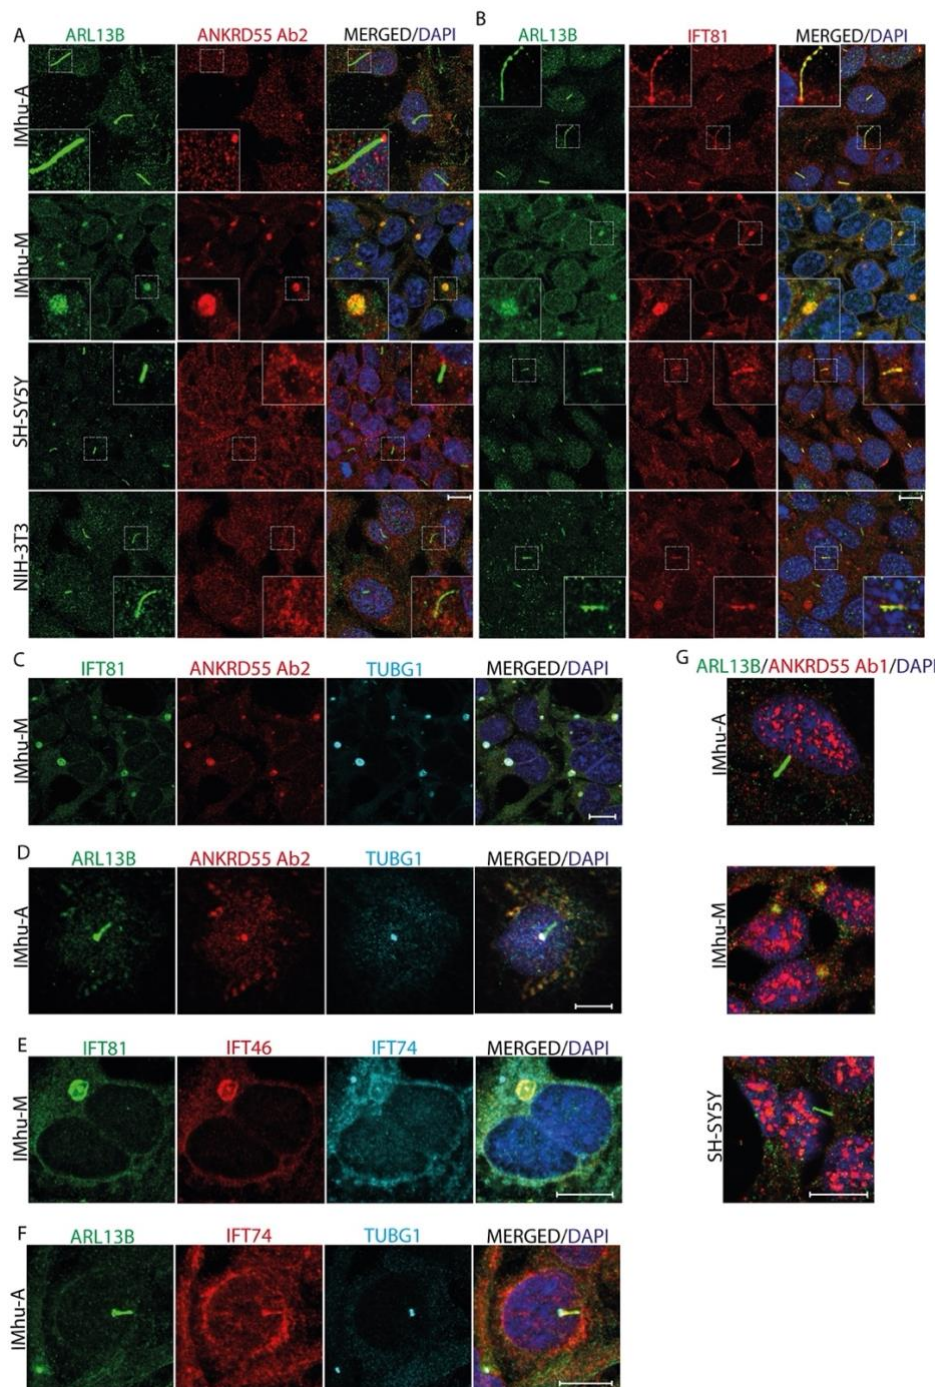 A
ARL13B ANKRD55 Ab2 MERGED/DAPI
IMhu-A
IMhu-M
SH-SY5Y
NIH-3T3
B
ARL13B IFT81 MERGED/DAPI
C
IFT81 ANKRD55 Ab2 TUBG1 MERGED/DAPI
IMhu-M
D
ARL13B ANKRD55 Ab2 TUBG1 MERGED/DAPI
IMhu-A
E
IFT81 IFT46 IFT74 MERGED/DAPI
IMhu-M
F
ARL13B IFT74 TUBG1 MERGED/DAPI
IMhu-A
G
ARL13B/ANKRD55 Ab1/DAPI
IMhu-A
IMhu-M
SH-SY5Y